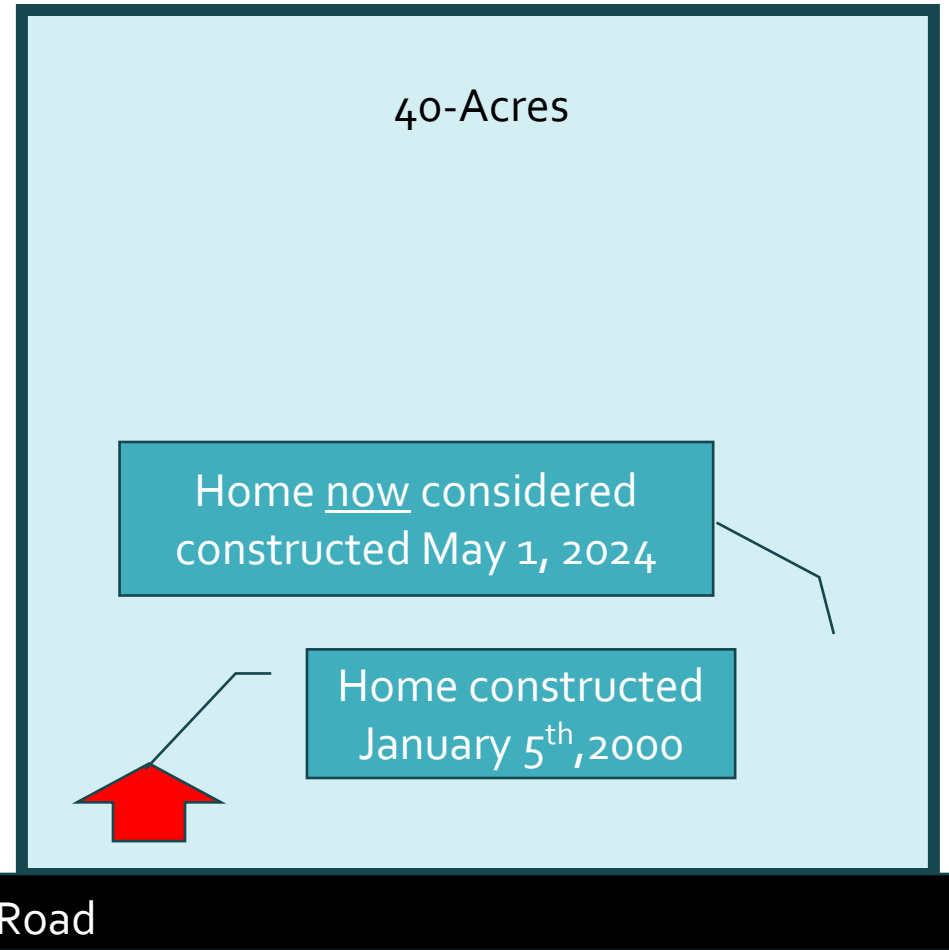 40-Acres
Home now considered
constructed May 1, 2024
Home constructed
January 5th,2000
Road